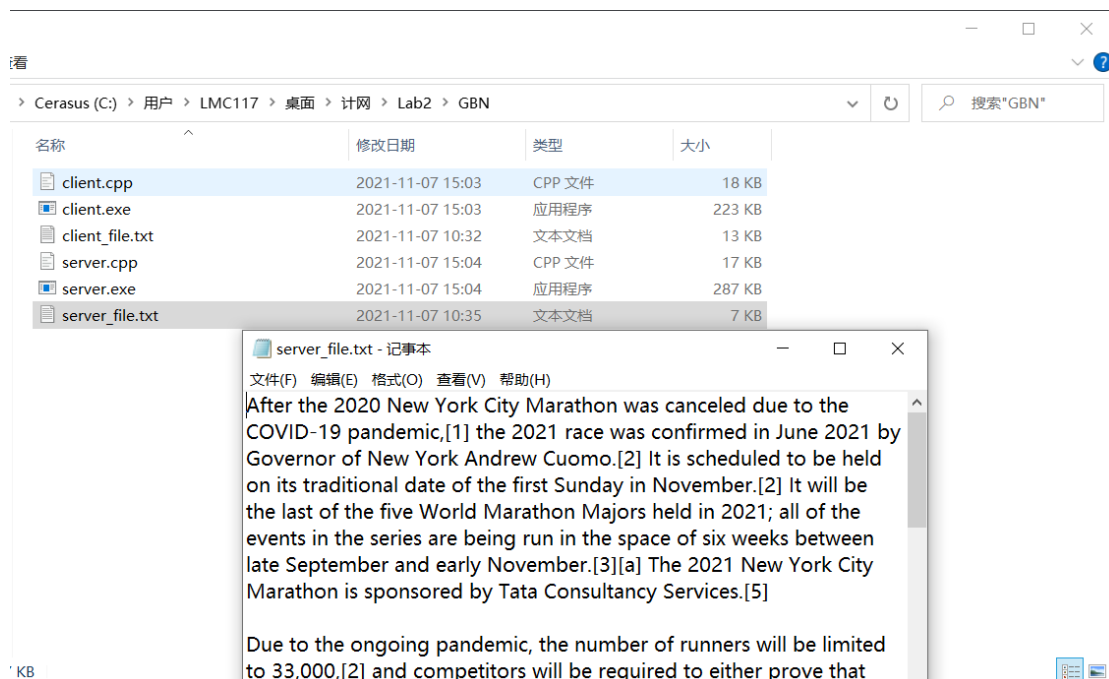 查看
Cerasus (C:) > 用户 > LMC117 > 桌面 > 计网 > Lab2 > GBN
搜索"GBN"
名称 修改日期 类型 大小
client.cpp 2021-11-07 15:03 CPP 文件 18 KB
client.exe 2021-11-07 15:03 应用程序 223 KB
client_file.txt 2021-11-07 10:32 文本文档 13 KB
server.cpp 2021-11-07 15:04 CPP 文件 17 KB
server.exe 2021-11-07 15:04 应用程序 287 KB
server_file.txt 2021-11-07 10:35 文本文档 7 KB
server_file.txt - 记事本
文件(F) 编辑(E) 格式(O) 查看(V) 帮助(H)
After the 2020 New York City Marathon was canceled due to the
COVID-19 pandemic,[1] the 2021 race was confirmed in June 2021 by
Governor of New York Andrew Cuomo.[2] It is scheduled to be held
on its traditional date of the first Sunday in November.[2] It will be
the last of the five World Marathon Majors held in 2021; all of the
events in the series are being run in the space of six weeks between
late September and early November.[3][a] The 2021 New York City
Marathon is sponsored by Tata Consultancy Services.[5]
Due to the ongoing pandemic, the number of runners will be limited
to 33,000,[2] and competitors will be required to either prove that
KB